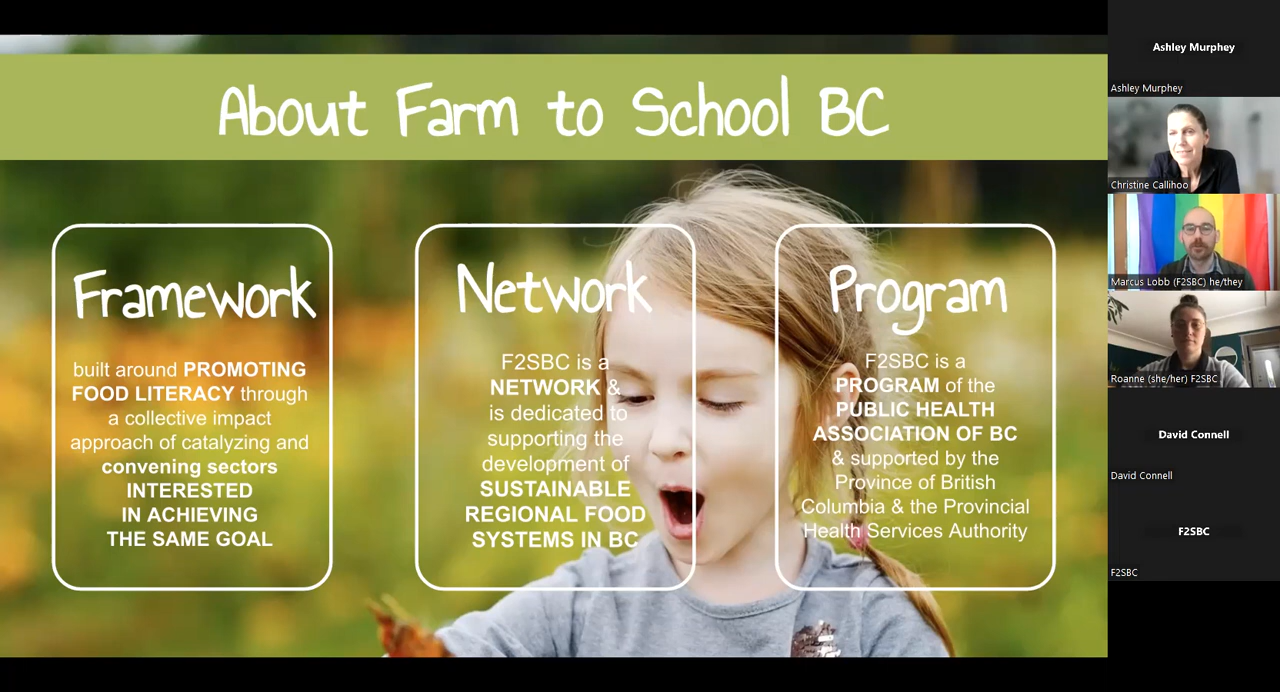 About Farm to School BC
Framework
built around PROMOTING
FOOD LITERACY through
a collective impact
approach of catalyzing and
convening sectors
INTERESTED
IN ACHIEVING
THE SAME GOAL
Network
F2SBC is a
NETWORK &
is dedicated to
supporting the
development of
SUSTAINABLE
REGIONAL FOOD
SYSTEMS IN BC
Program
F2SBC is a
PROGRAM of the
PUBLIC HEALTH
ASSOCIATION OF BC
& supported by the
Province of British
Columbia & the Provincial
Health Services Authority
Ashley Murphey
Ashley Murphey
Christine Callihoo
Marcus Lobb (F2SBC) he/they
Roanne (she/her) F2SBC
David Connell
David Connell
F2SBC
F2SBC